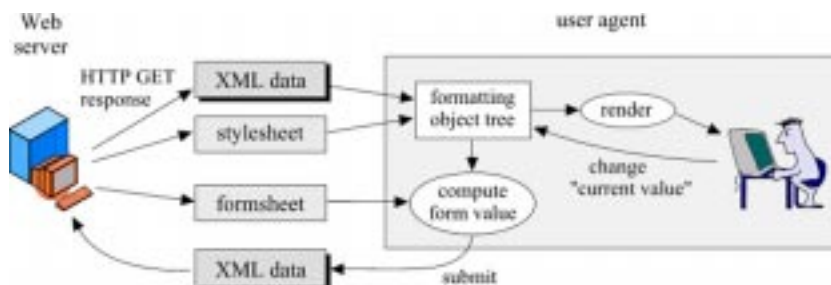 Web
server
user agent
HTTP GET
response
XML data
stylesheet
formsheet
XML data
formatting
object tree
render
change
"current value"
compute
form value
submit